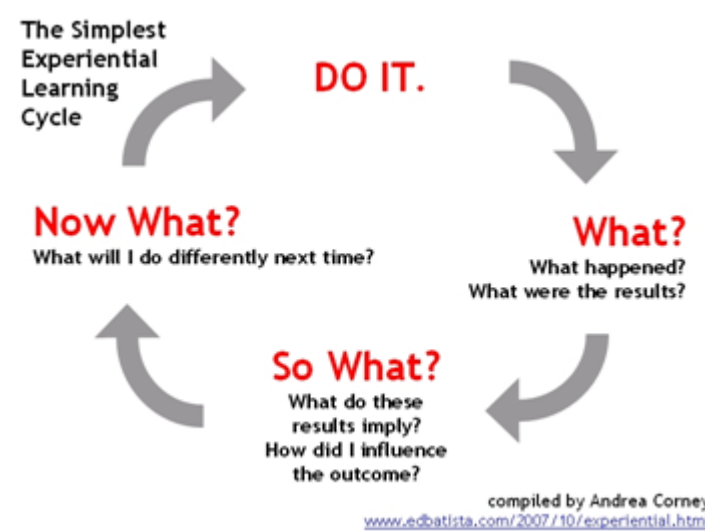 The Simplest
Experiential
Learning
Cycle
DO IT.
What?
What happened?
What were the results?
So What?
What do these
results imply?
How did I influence
the outcome?
Now What?
What will I do differently next time?
compiled by Andrea Corney
www.edbatista.com/2007/10/experiential.htm